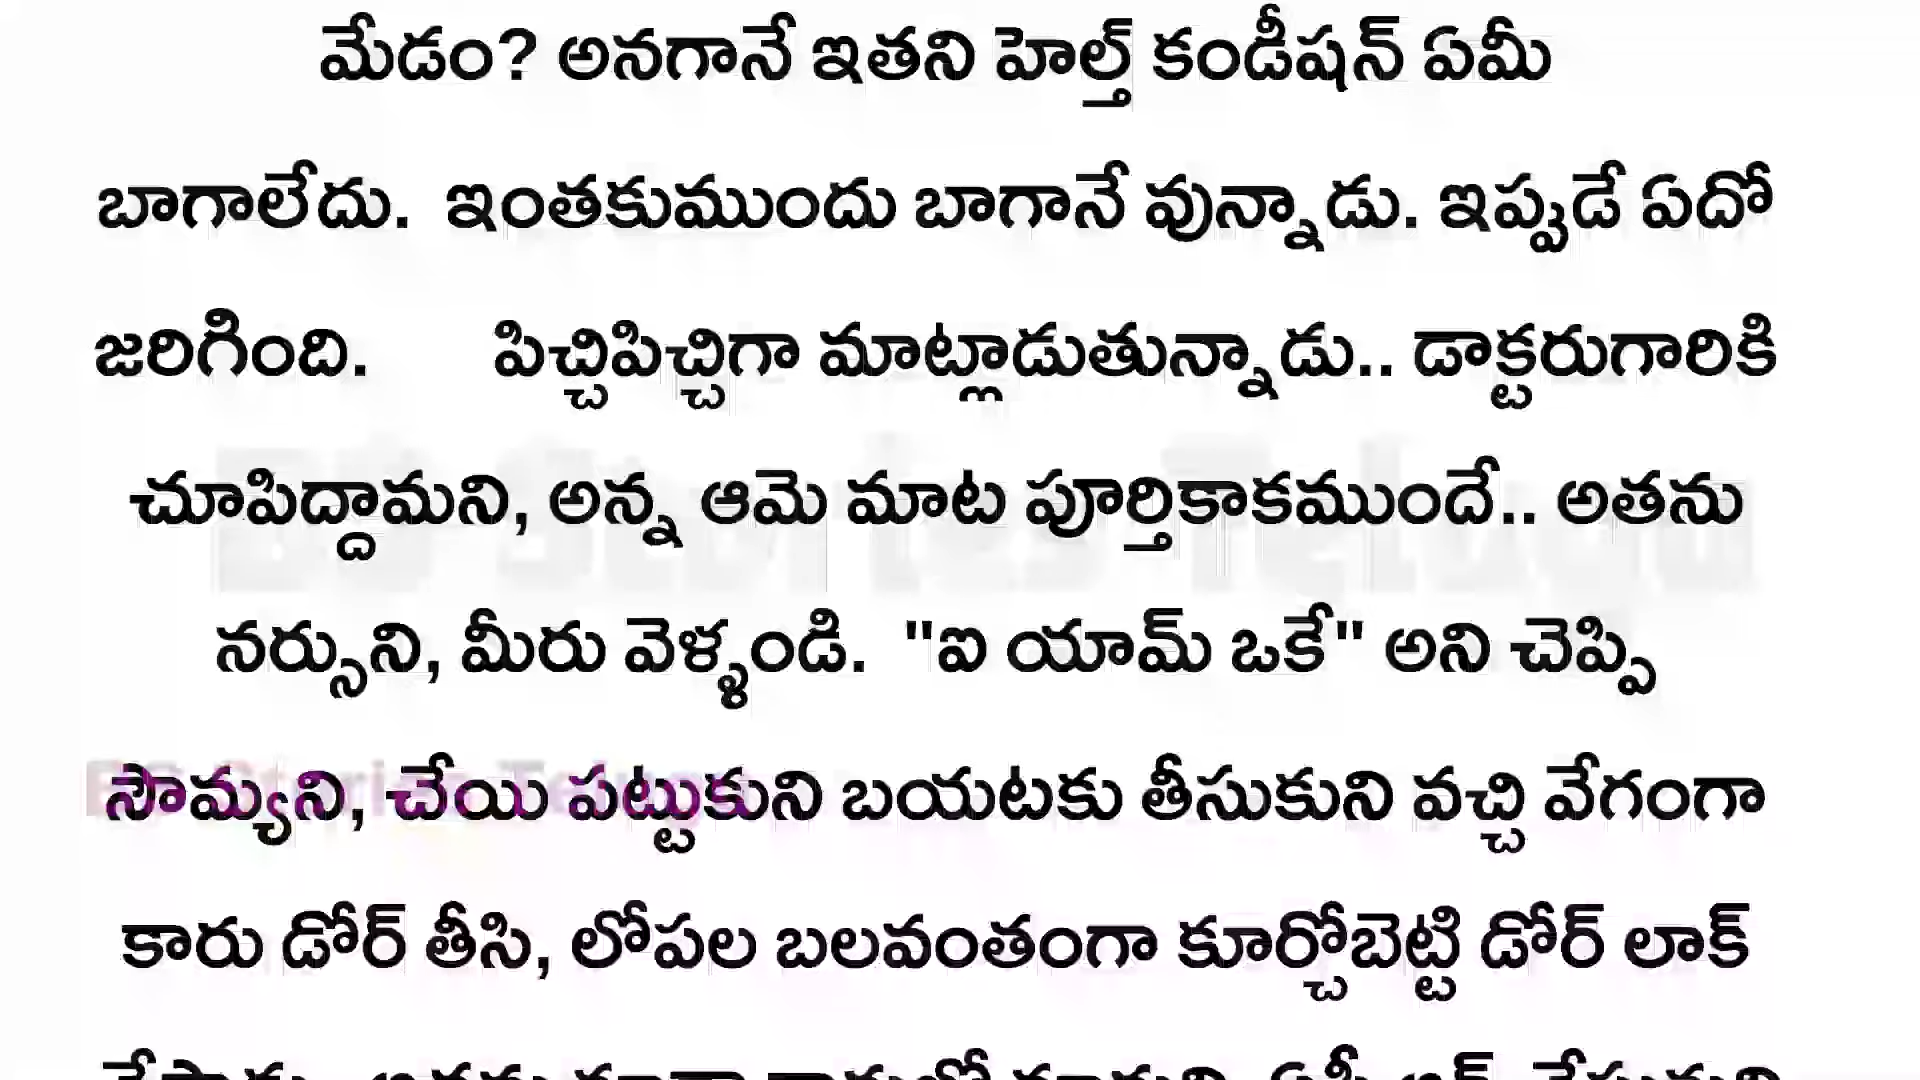 మేడం? అనగానే ఇతని హెల్త్ కండీషన్ ఏమీ
బాగాలేదు. ఇంతకుముందు బాగానే వున్నాడు. ఇప్పుడే ఏదో
జరిగింది. పిచ్చిపిచ్చిగా మాట్లాడుతున్నాడు.. డాక్టరుగారికి
చూపిద్దామని, అన్న ఆమె మాట పూర్తికాకముందే.. అతను
నర్సుని, మీరు వెళ్ళండి. "ఐ యామ్ ఒకే" అని చెప్పి
సౌమ్యని, చేయి పట్టుకుని బయటకు తీసుకుని వచ్చి వేగంగా
కారు డోర్ తీసి, లోపల బలవంతంగా కూర్చోబెట్టి డోర్ లాక్